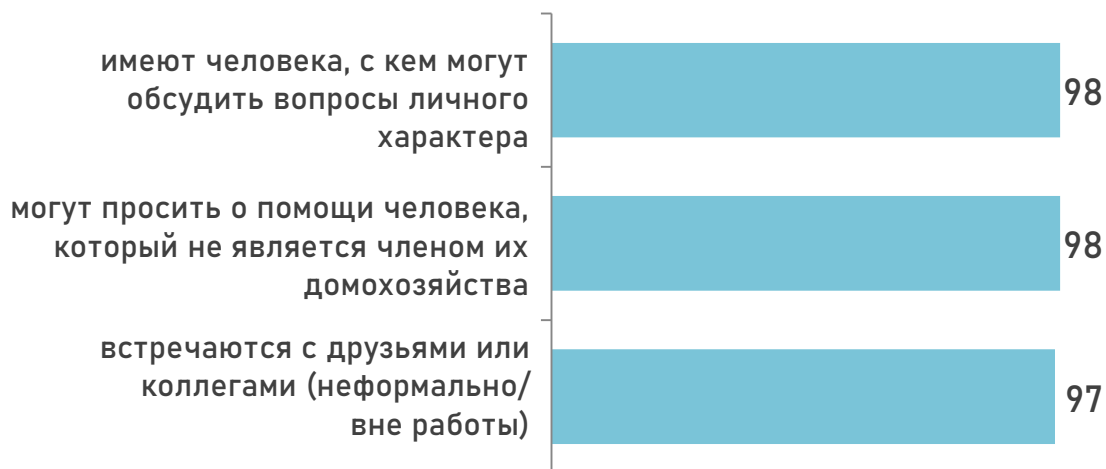 имеют человека, с кем могут
обсудить вопросы личного
характера
98
могут просить о помощи человека,
который не является членом их
домохозяйства
98
встречаются с друзьями или
коллегами (неформально/
вне работы)
97